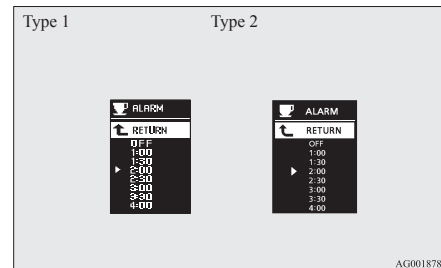 Type 1
Type 2
ALARM
RETURN
OFF
1:00
1:30
2:00
2:30
3:00
3:30
4:00
ALARM
RETURN
OFF
1:00
1:30
2:00
2:30
3:00
3:30
4:00
AG001878